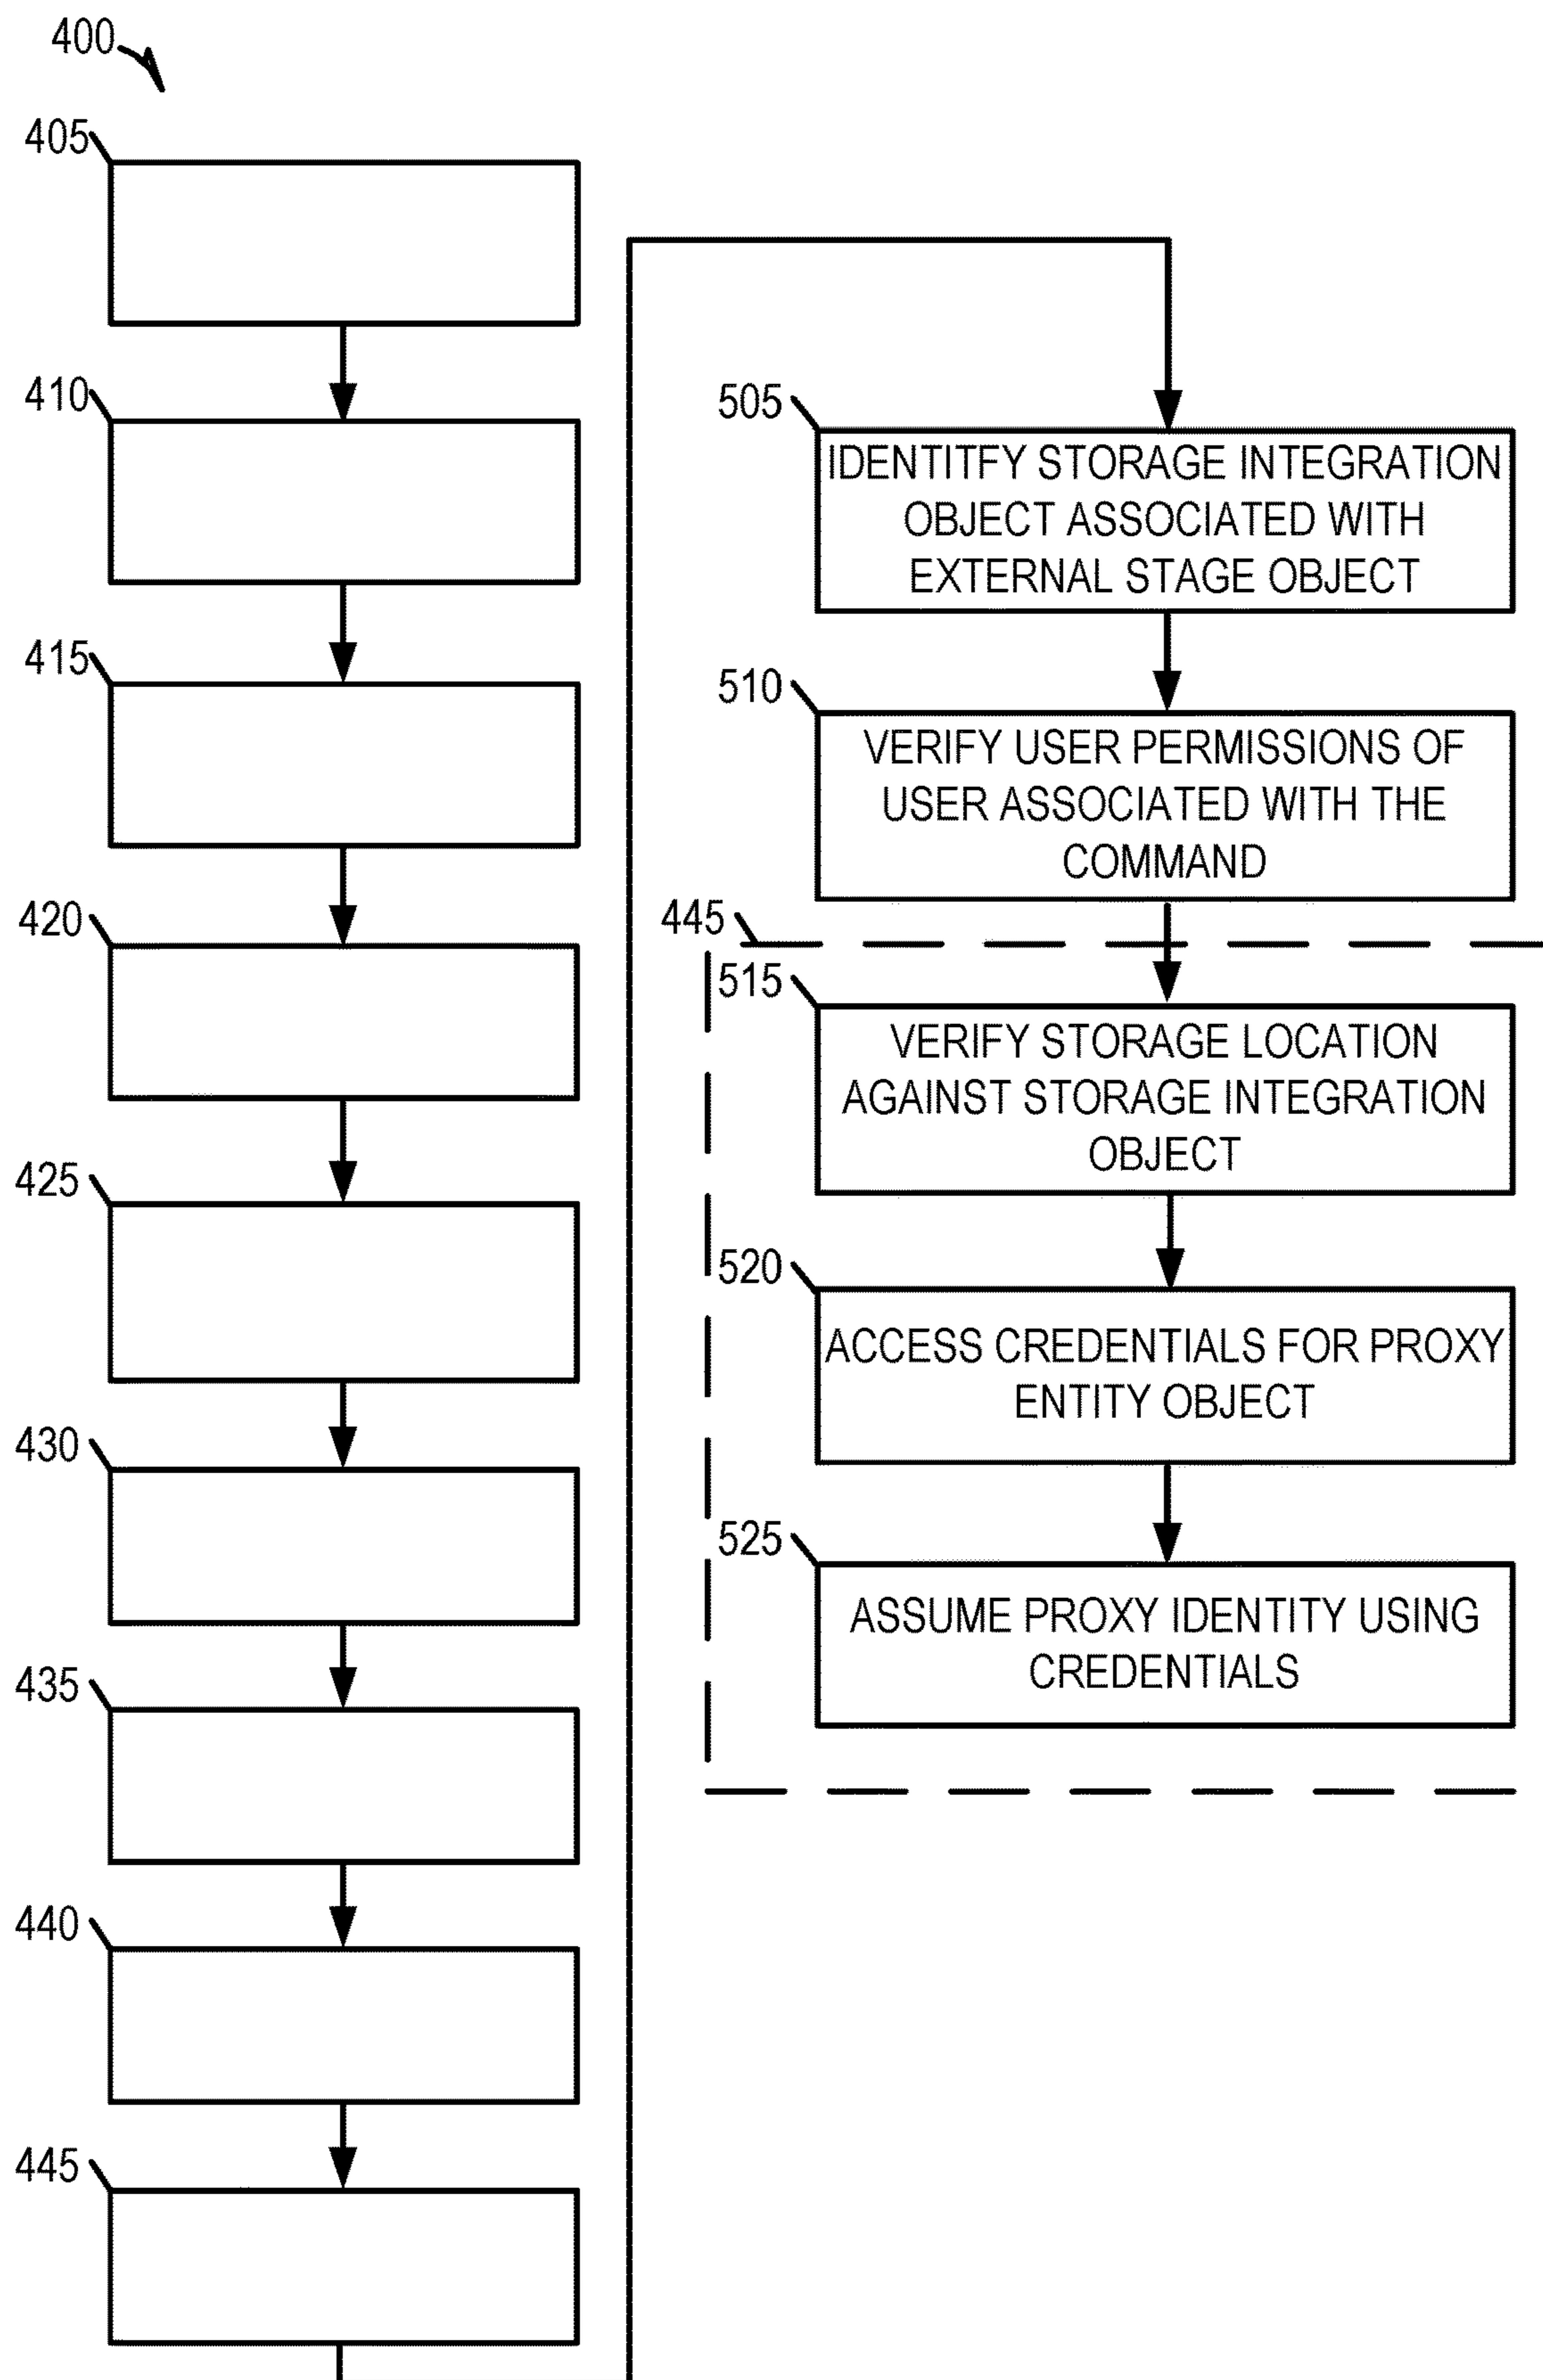 400
405
410
415
420
425
430
435
440
445
505
IDENTITFY STORAGE INTEGRATION
OBJECT ASSOCIATED WITH
EXTERNAL STAGE OBJECT
510
VERIFY USER PERMISSIONS OF
USER ASSOCIATED WITH THE
COMMAND
445
515
VERIFY STORAGE LOCATION
AGAINST STORAGE INTEGRATION
OBJECT
520
ACCESS CREDENTIALS FOR PROXY
ENTITY OBJECT
525
ASSUME PROXY IDENTITY USING
CREDENTIALS